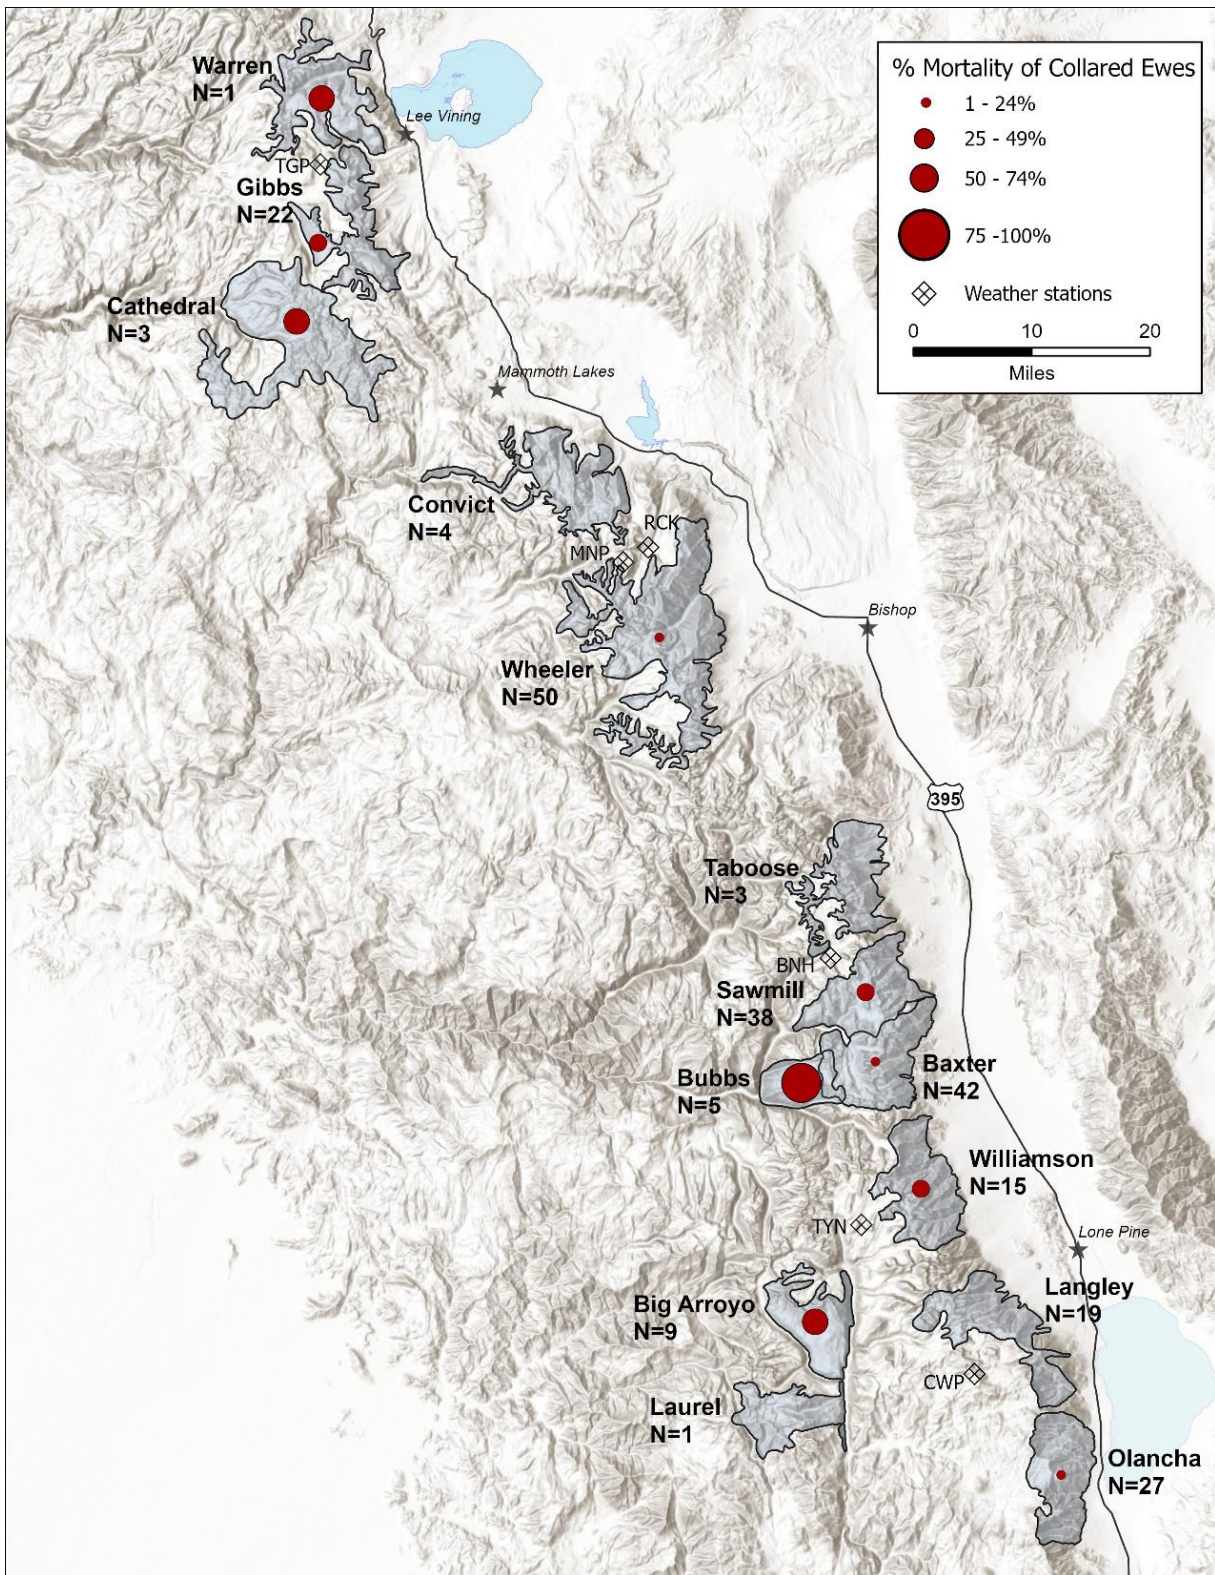 Warren
N=1
Lee Vining
TGP
Gibbs
N=22
Cathedral
N=3
% Mortality of Collared Ewes
1 - 24%
25 - 49%
50 - 74%
75 -100%
Weather stations
0 10 20
Miles
Mammoth Lakes
Convict
N=4
RCK
MNP
Bishop
Wheeler
N=50
395
Taboose
N=3
BNH
Sawmill
N=38
Baxter
N=42
Bubbs
N=5
Williamson
N=15
TYN
Lone Pine
Langley
N=19
Big Arroyo
N=9
CWP
Laurel
N=1
Olancha
N=27